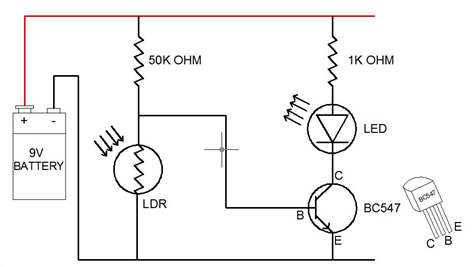 50K OHM
1K OHM
+ -
9V
BATTERY
LED
LDR
C
B
BC547
E
BC547
C
B
E